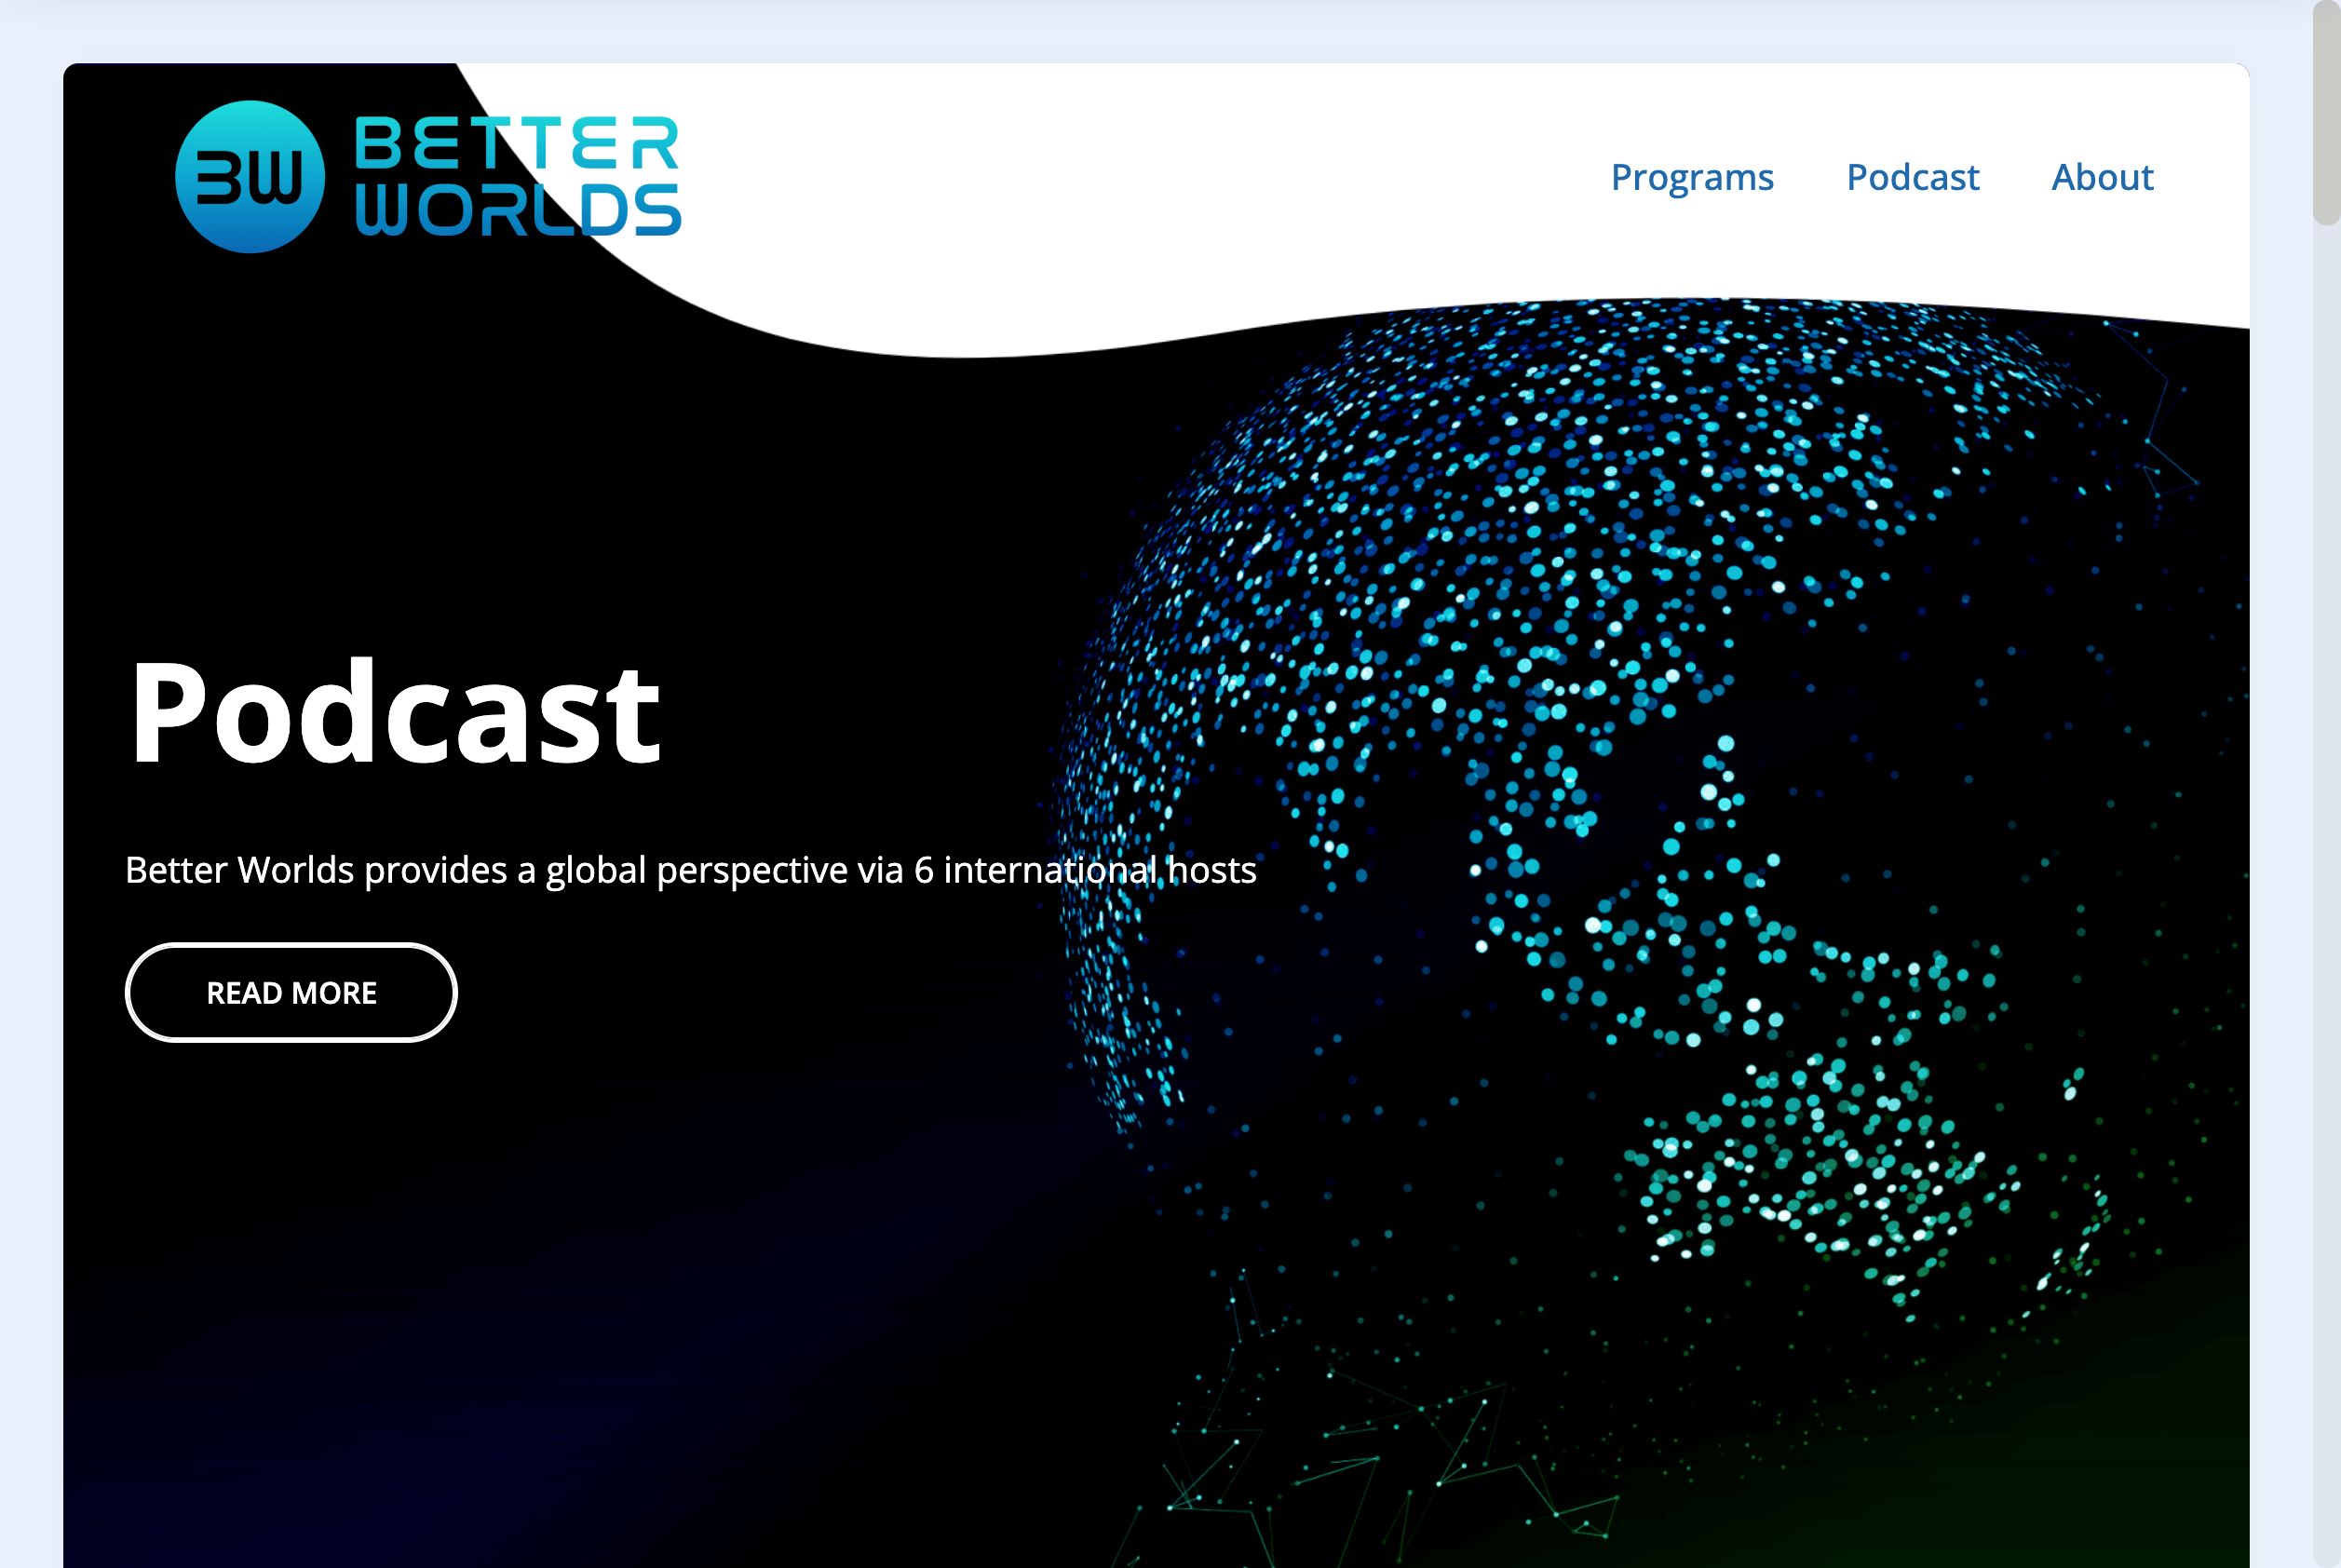 BW
BETTER
WORLDS
Programs
Podcast
About
Podcast
Better Worlds provides a global perspective via 6 international hosts
READ MORE